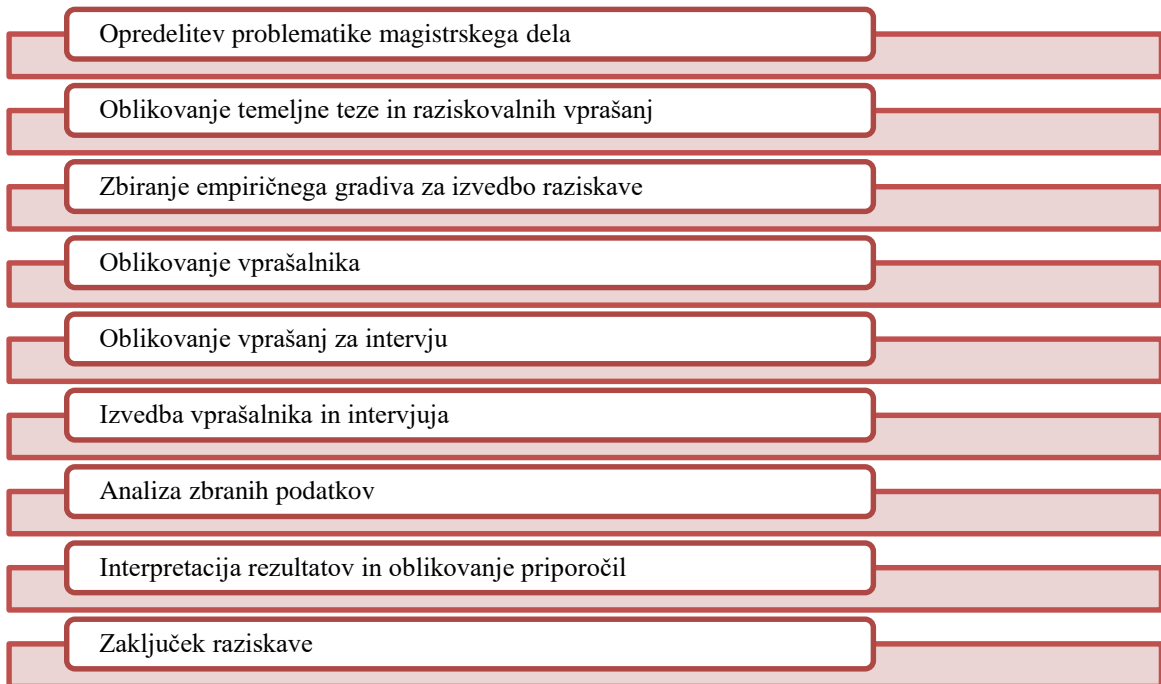 Opredelitev problematike magistrskega dela
Oblikovanje temeljne teze in raziskovalnih vprašanj
Zbiranje empiričnega gradiva za izvedbo raziskave
Oblikovanje vprašalnika
Oblikovanje vprašanj za intervju
Izvedba vprašalnika in intervjuja
Analiza zbranih podatkov
Interpretacija rezultatov in oblikovanje priporočil
Zaključek raziskave